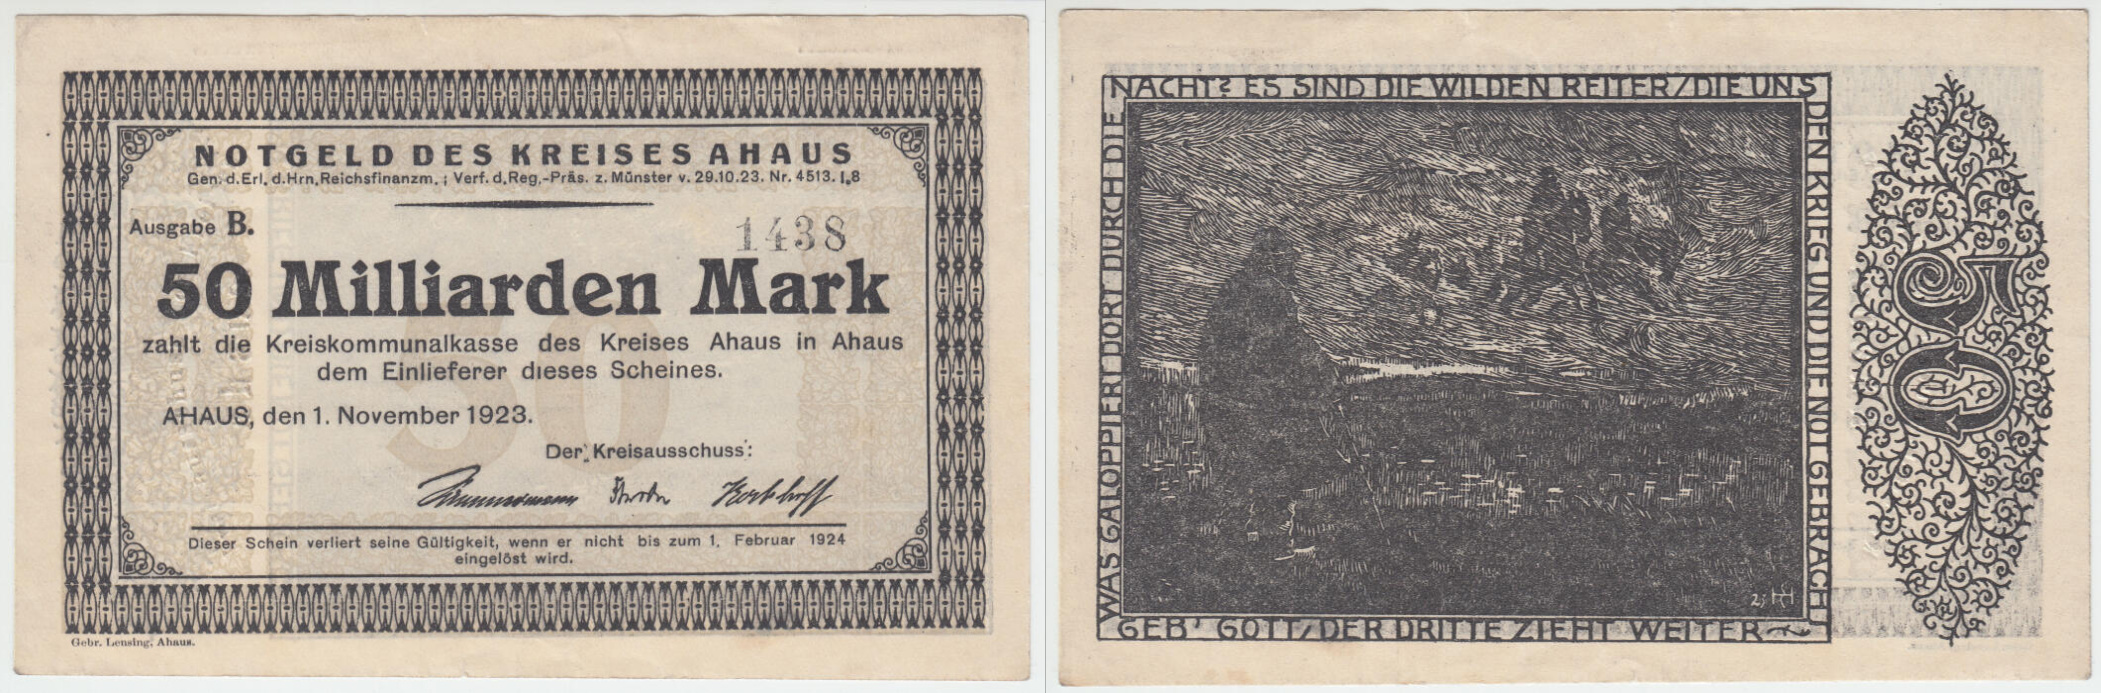 NOTGELD DES KREISES AHAUS
Gen. d. Erl. d. Hrn. Reichsfinanzm. ; Verf. d. Reg.-Präs. z. Münster v. 29.10.23. Nr. 4513. I,8
Ausgabe B.
1438
50 Milliarden Mark
zahlt die Kreiskommunalkasse des Kreises Ahaus in Ahaus
dem Einlieferer dieses Scheines.
AHAUS, den 1. November 1923.
Der Kreisausschuss:
Dieser Schein verliert seine Gültigkeit, wenn er nicht bis zum 1. Februar 1924
eingelöst wird.
Gebr. Lensing, Ahaus.
WAS GALOPPIERT DORT DURCH DIE
NACHT? ES SIND DIE WILDEN REITER/DIE UNS
DEN KRIEG UND DIE NOT GEBRACHT/
GEB' GOTT/DER DRITTE ZIEHT WEITER
50